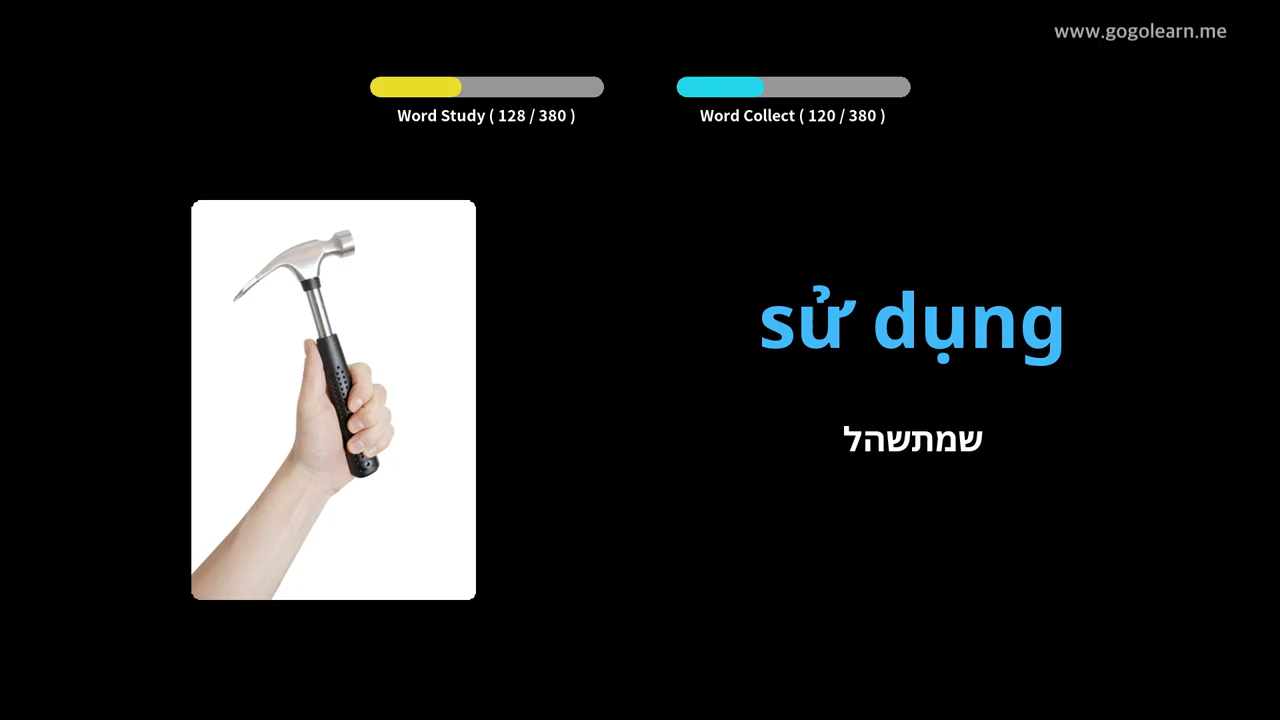 www.gogolearn.me
Word Study ( 128 / 380 )
Word Collect ( 120 / 380 )
sử dụng
שמתשהל